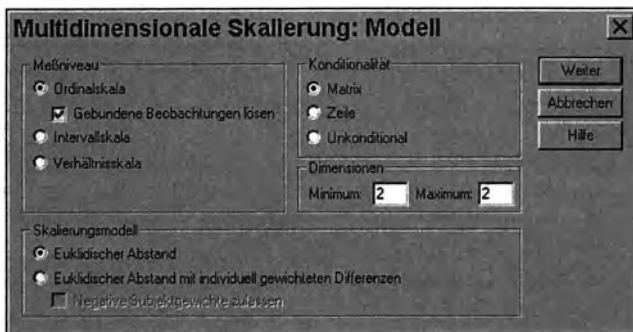 Multidimensionale Skalierung: Modell
Meßniveau
Ordinalskala
Gebundene Beobachtungen lösen
Intervallskala
Verhältnisskala
Konditionalität
Matrix
Zeile
Unkonditional
Dimensionen
Minimum: 2 Maximum: 2
Weiter
Abbrechen
Hilfe
Skalierungsmodell
Euklidischer Abstand
Euklidischer Abstand mit individuell gewichteten Differenzen
Negative Subjektgewichte zulassen